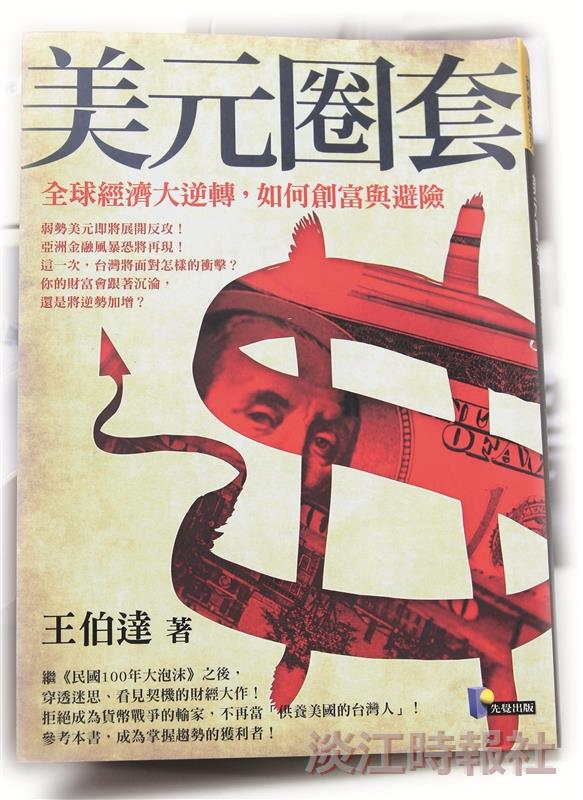 美元圈套
全球經濟大逆轉，如何創富與避險
弱勢美元即將展開反攻！
亞洲金融風暴恐將再現！
這一次，台灣將面對怎樣的衝擊？
你的財富會跟著沉淪，
還是將逆勢加增？
OF AM
王伯達 著
繼《民國100年大泡沫》之後，
穿透迷思、看見契機的財經大作！
拒絕成為貨幣戰爭的輸家，不再當「供養美國的台灣人」！
參考本書，成為掌握趨勢的獲利者！
先覺出版
淡江時報社